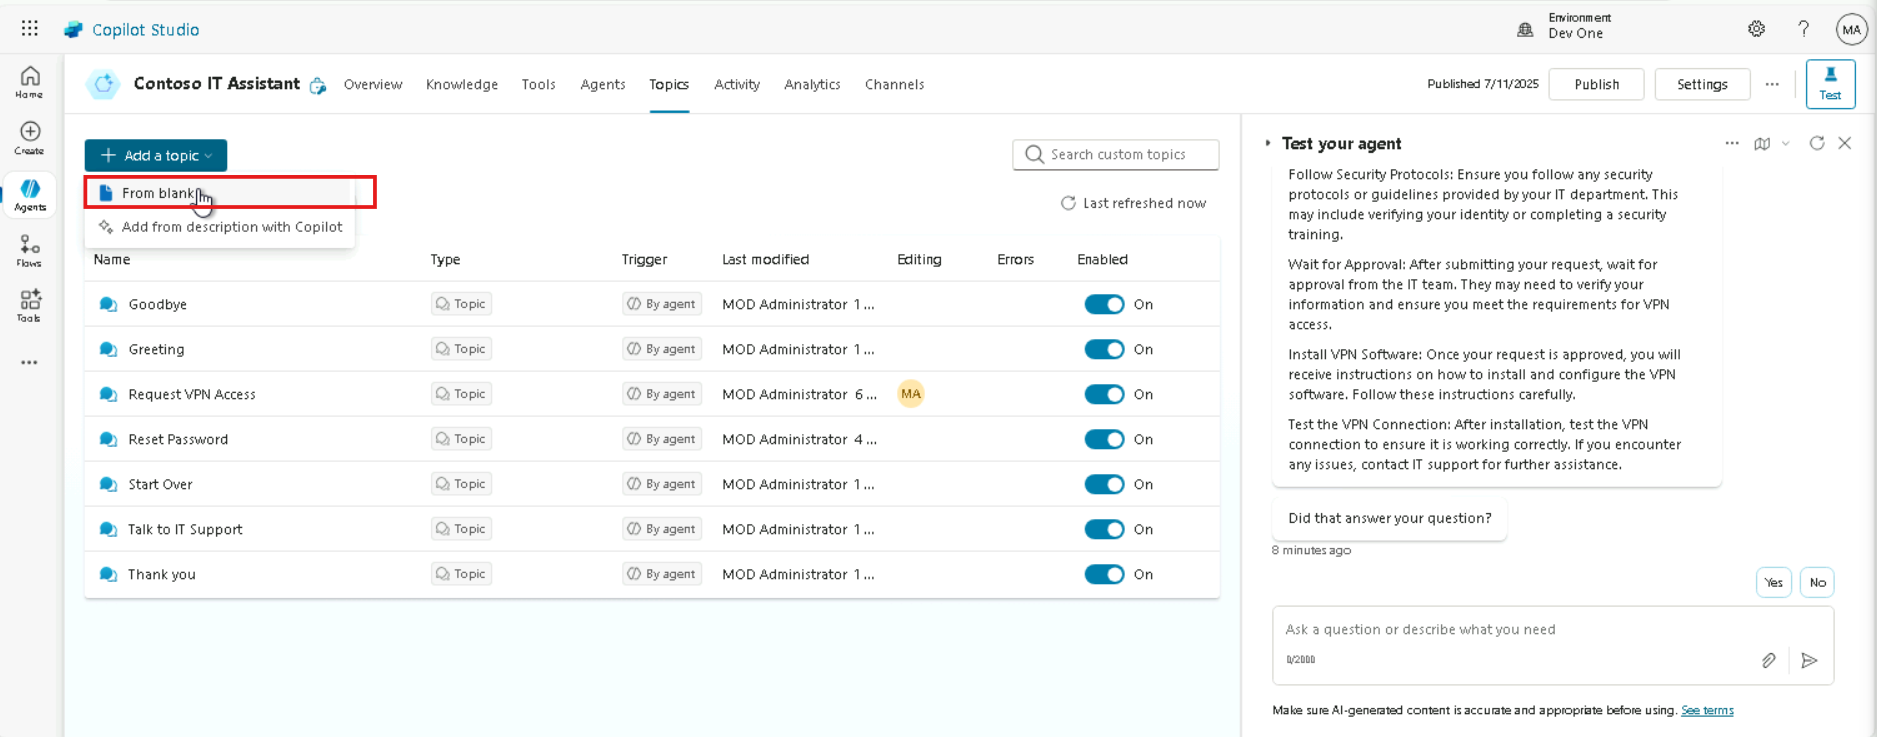 Copilot Studio
Environment
Dev One
MA
Contoso IT Assistant
Overview
Knowledge
Tools
Agents
Topics
Activity
Analytics
Channels
Published 7/11/2025
Publish
Settings
Test
Home
Create
Agents
Flows
Tools
Add a topic
From blank
Add from description with Copilot
Search custom topics
Last refreshed now
Name Type Trigger Last modified Editing Errors Enabled
Goodbye Topic By agent MOD Administrator 1 ... On
Greeting Topic By agent MOD Administrator 1 ... On
Request VPN Access Topic By agent MOD Administrator 6 ... MA On
Reset Password Topic By agent MOD Administrator 4 ... On
Start Over Topic By agent MOD Administrator 1 ... On
Talk to IT Support Topic By agent MOD Administrator 1 ... On
Thank you Topic By agent MOD Administrator 1 ... On
Test your agent
Follow Security Protocols: Ensure you follow any security
protocols or guidelines provided by your IT department. This
may include verifying your identity or completing a security
training.
Wait for Approval: After submitting your request, wait for
approval from the IT team. They may need to verify your
information and ensure you meet the requirements for VPN
access.
Install VPN Software: Once your request is approved, you will
receive instructions on how to install and configure the VPN
software. Follow these instructions carefully.
Test the VPN Connection: After installation, test the VPN
connection to ensure it is working correctly. If you encounter
any issues, contact IT support for further assistance.
Did that answer your question?
8 minutes ago
Yes
No
Ask a question or describe what you need
0/2000
Make sure AI-generated content is accurate and appropriate before using. See terms